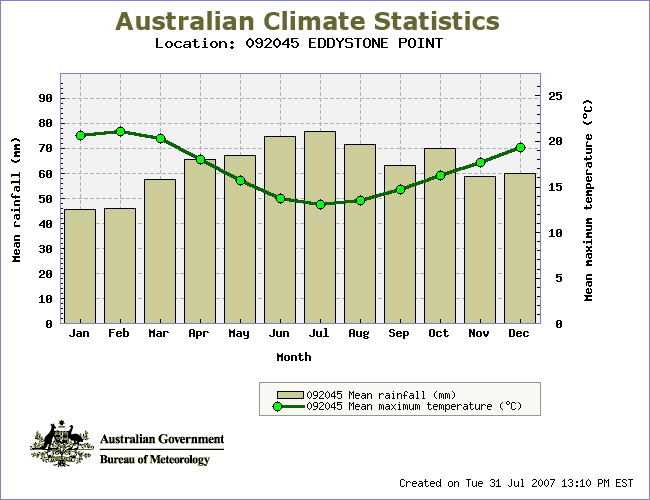 Australian Climate Statistics
Location: 092045 EDDYSTONE POINT
90
80
70
60
50
40
30
20
10
0
Mean rainfall (mm)
25
20
15
10
5
0
Mean maximum temperature (°C)
Jan Feb Mar Apr May Jun Jul Aug Sep Oct Nov Dec
Month
092045 Mean rainfall (mm)
092045 Mean maximum temperature (°C)
Australian Government
Bureau of Meteorology
Created on Tue 31 Jul 2007 13:10 PM EST